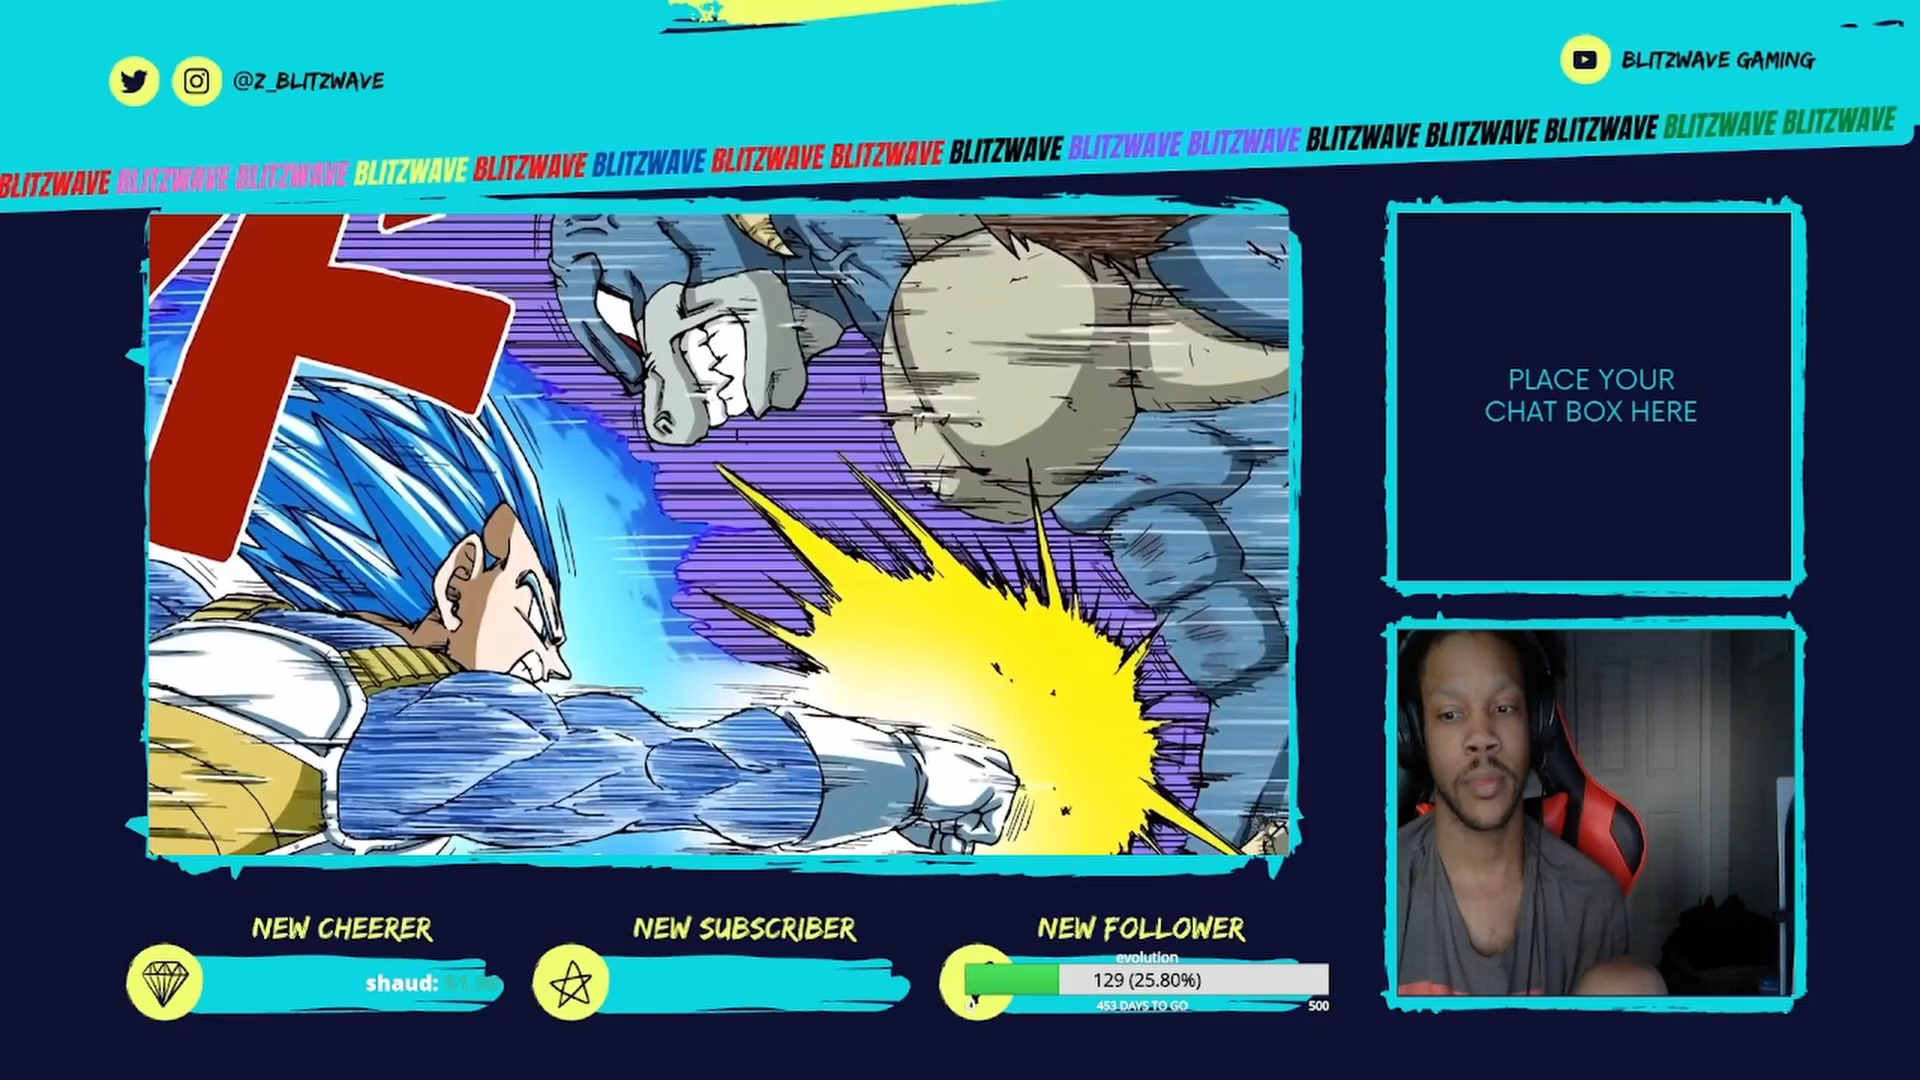 @Z_BLITZWAVE
BLITZWAVE GAMING
BLITZWAVE BLITZWAVE BLITZWAVE BLITZWAVE BLITZWAVE BLITZWAVE BLITZWAVE BLITZWAVE BLITZWAVE BLITZWAVE BLITZWAVE BLITZWAVE BLITZWAVE BLITZWAVE BLITZWAVE BLITZWAVE
PLACE YOUR
CHAT BOX HERE
NEW CHEERER
shaud:
NEW SUBSCRIBER
NEW FOLLOWER
evolution
129 (25.80%)
453 DAYS TO GO
500